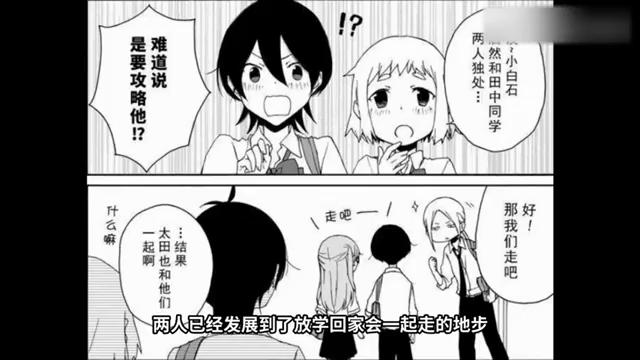 小白石
然和田中同学
两人独处…
!?
难道说
是要攻略他!?
好！
那我们走吧
走吧
…结果
太田也和他们
一起啊
什么嘛
两人已经发展到了放学回家会一起走的地步